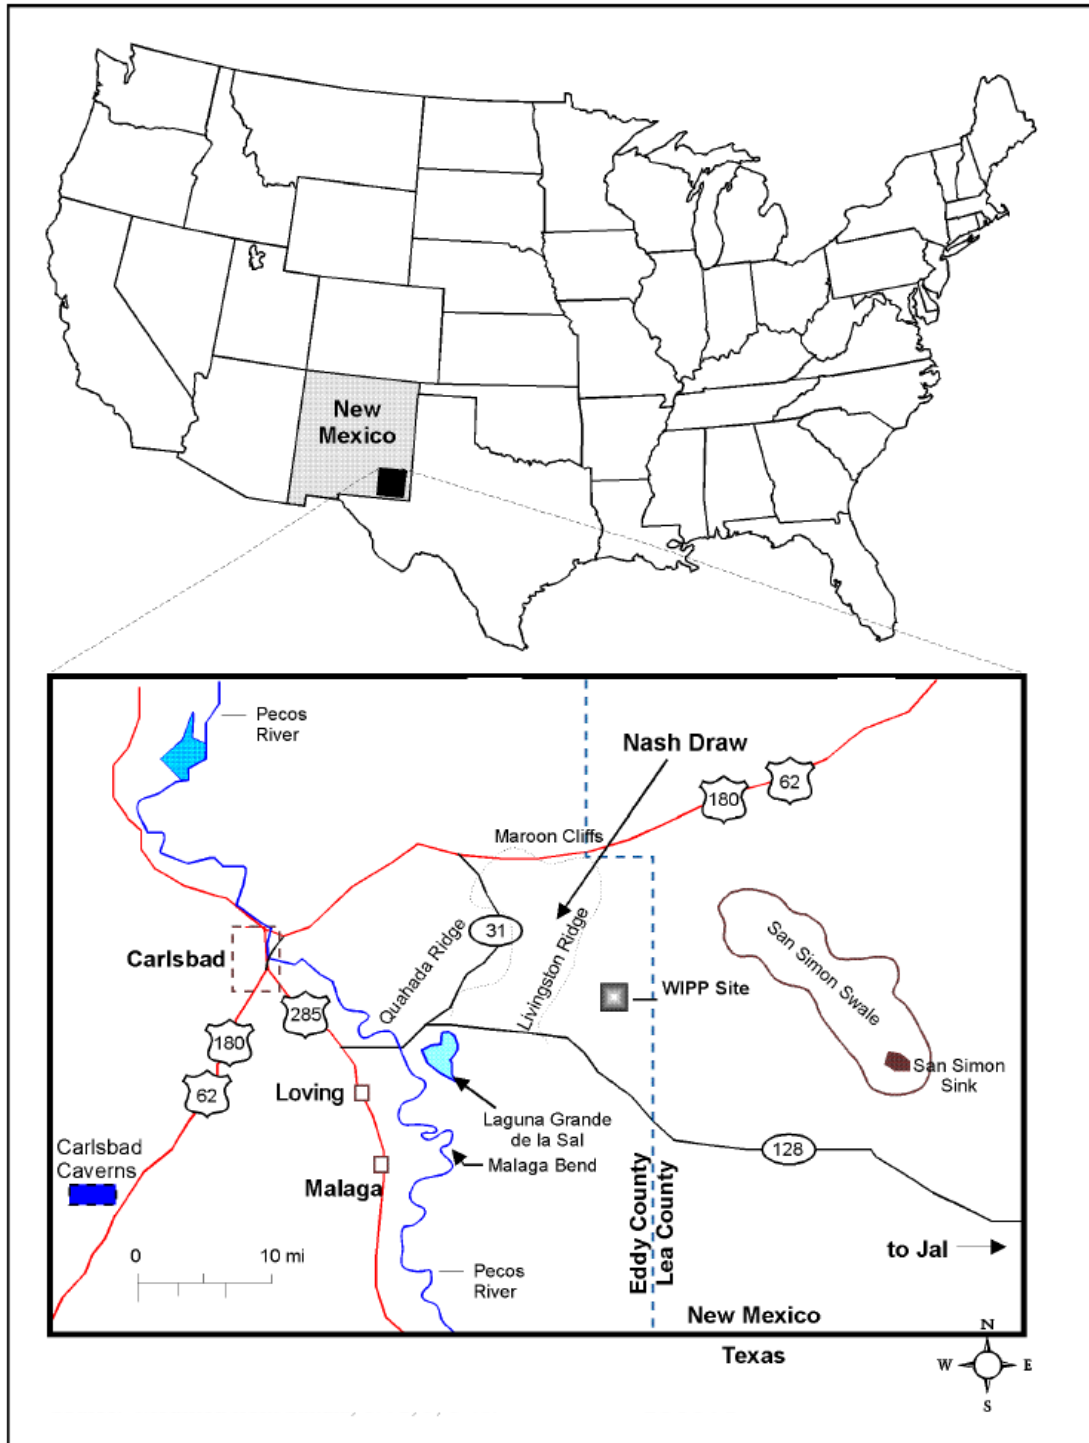 New
Mexico
Pecos
River
Nash Draw
180
62
Maroon Cliffs
Quahada Ridge
31
Livingston Ridge
San Simon Swale
Carlsbad
WIPP Site
285
180
62
San Simon
Sink
Loving
Laguna Grande
de la Sal
Malaga Bend
128
Carlsbad
Caverns
Malaga
Eddy County
Lea County
to Jal
0
10 mi
Pecos
River
New Mexico
Texas
N
W
E
S